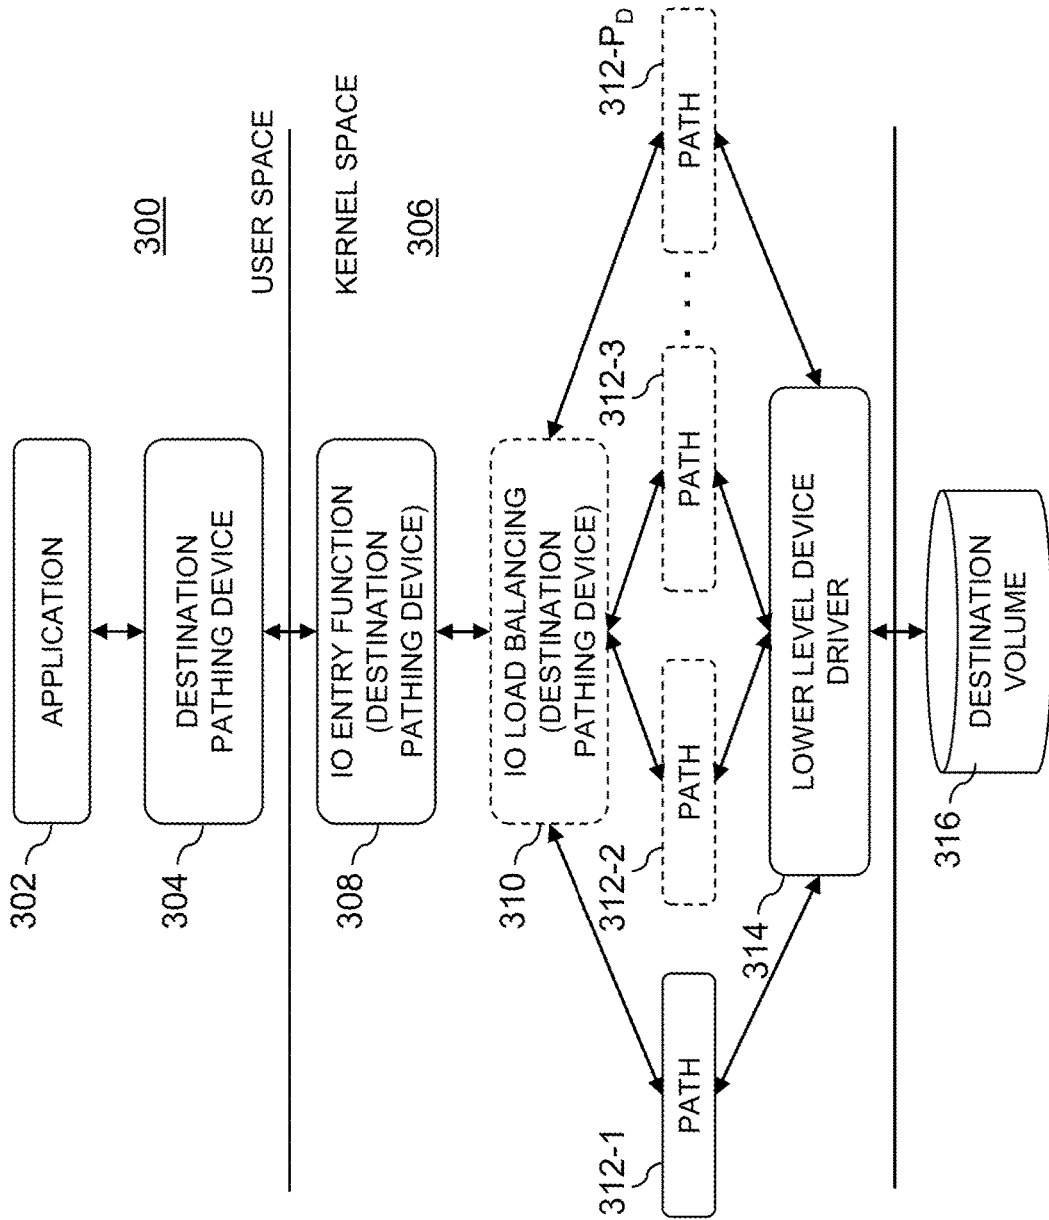 300
302
APPLICATION
304
DESTINATION
PATHING DEVICE
USER SPACE
KERNEL SPACE
306
308
IO ENTRY FUNCTION
(DESTINATION
PATHING DEVICE)
310
IO LOAD BALANCING
(DESTINATION
PATHING DEVICE)
312-1
PATH
312-2
PATH
312-3
PATH
. . .
312-P_D
PATH
314
LOWER LEVEL DEVICE
DRIVER
316
DESTINATION
VOLUME